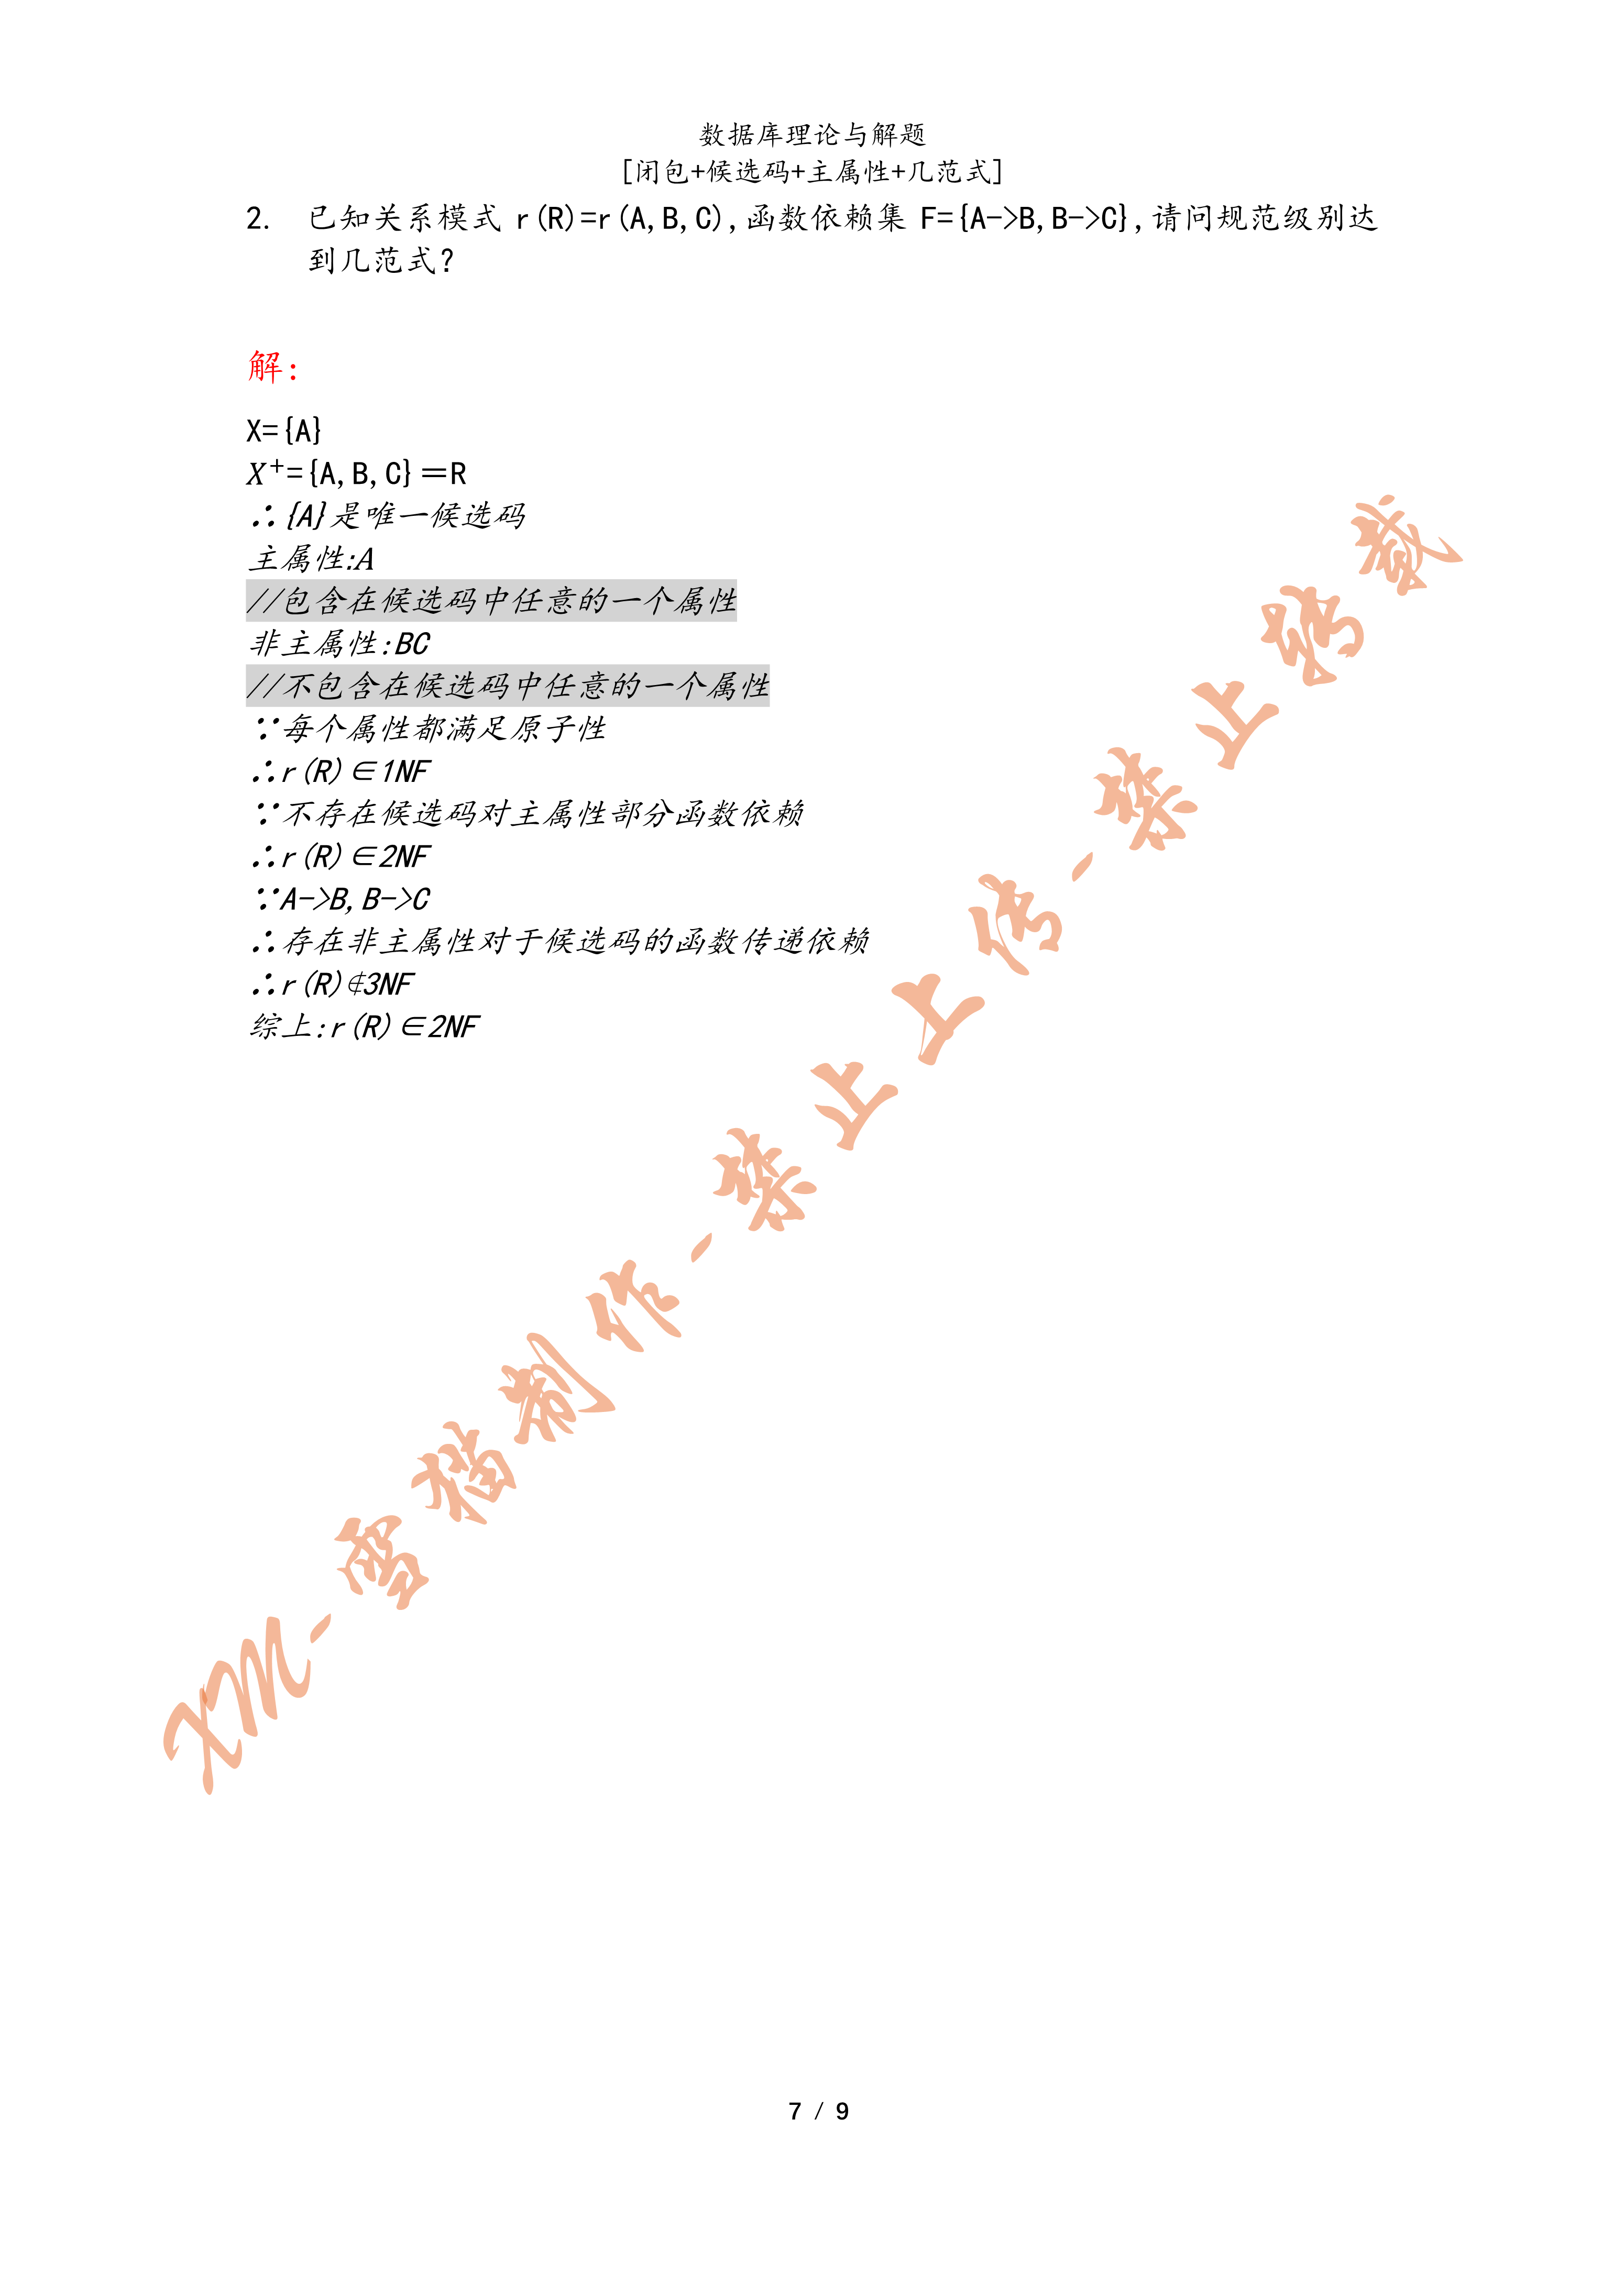 数据库理论与解题
[闭包+候选码+主属性+几范式]
2. 已知关系模式 r(R)=r(A,B,C),函数依赖集 F={A->B,B->C},请问规范级别达
到几范式?
解:
X={A}
X⁺={A,B,C}=R
∴{A}是唯一候选码
主属性:A
//包含在候选码中任意的一个属性
非主属性:BC
//不包含在候选码中任意的一个属性
∵每个属性都满足原子性
∴r(R)∈1NF
∵不存在候选码对主属性部分函数依赖
∴r(R)∈2NF
∵A->B,B->C
∴存在非主属性对于候选码的函数传递依赖
∴r(R)∉3NF
综上:r(R)∈2NF
XM-雪猫制作-禁止上传-禁止转载
7 / 9